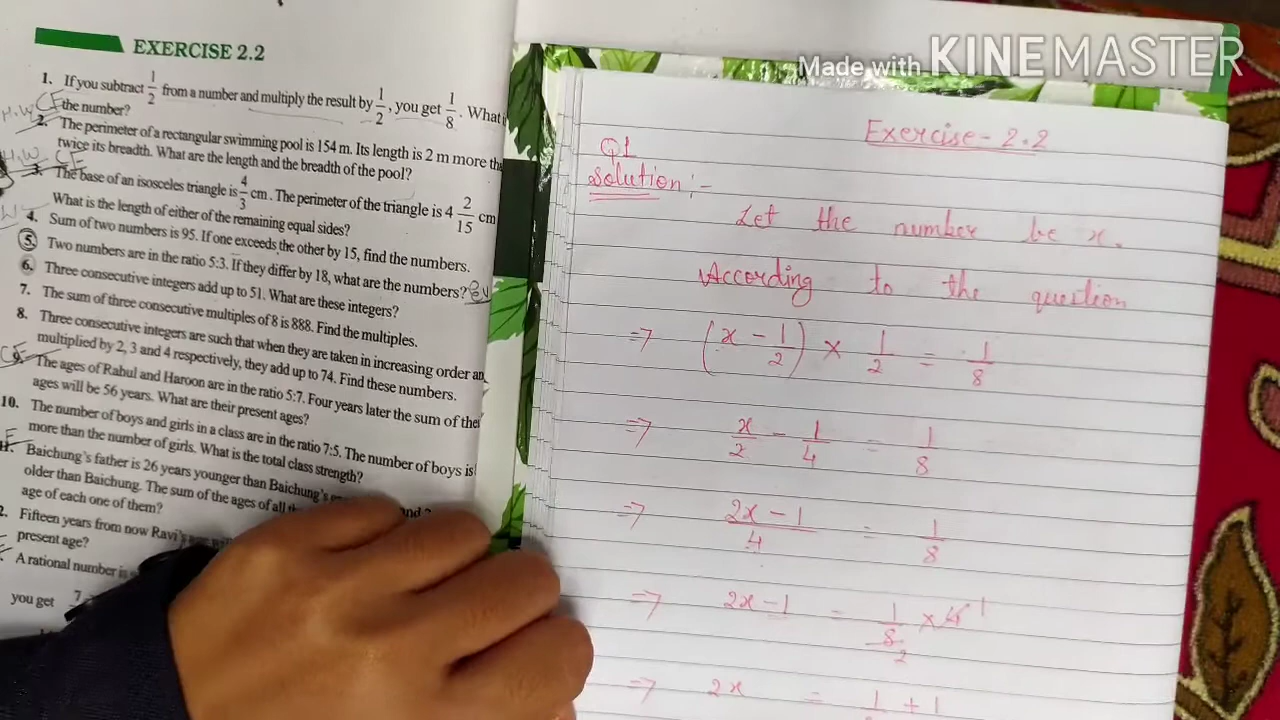 Made with KINEMASTER
EXERCISE 2.2
1. If you subtract 1/2 from a number and multiply the result by 1/2, you get 1/8. What
the number?
2. The perimeter of a rectangular swimming pool is 154 m. Its length is 2 m more
twice its breadth. What are the length and the breadth of the pool?
3. The base of an isosceles triangle is 4/3 cm. The perimeter of the triangle is 4 2/15 cm
What is the length of either of the remaining equal sides?
4. Sum of two numbers is 95. If one exceeds the other by 15, find the numbers.
5. Two numbers are in the ratio 5:3. If they differ by 18, what are the numbers?
6. Three consecutive integers add up to 51. What are these integers?
7. The sum of three consecutive multiples of 8 is 888. Find the multiples.
8. Three consecutive integers are such that when they are taken in increasing order
multiplied by 2, 3 and 4 respectively, they add up to 74. Find these numbers.
9. The ages of Rahul and Haroon are in the ratio 5:7. Four years later the sum of
ages will be 56 years. What are their present ages?
10. The number of boys and girls in a class are in the ratio 7:5. The number of boys is
more than the number of girls. What is the total class strength?
11. Baichung's father is 26 years younger than Baichung's
older than Baichung. The sum of the ages of all
age of each one of them?
Fifteen years from now Ravi's
present age?
A rational number is
you get 7
H.W CF
H.W CF
CF
Exercise - 2.2
Q1
Solution :-
Let the number be x.
According to the question
⇒ (x - 1/2) × 1/2 = 1/8
⇒ x/2 - 1/4 = 1/8
⇒ 2x - 1/4 = 1/8
⇒ 2x - 1 = 1/8 × 4 1
2
⇒ 2x = 1 + 1